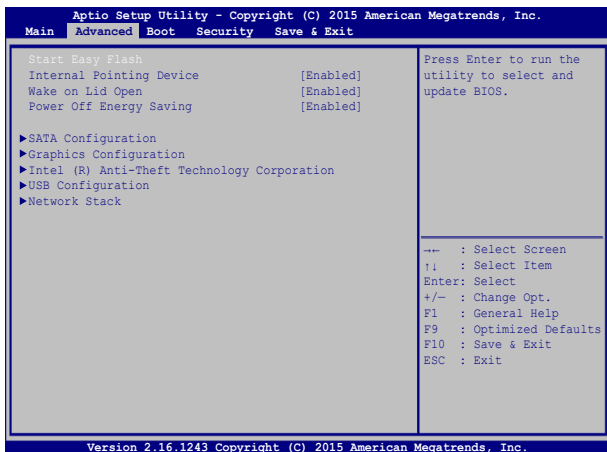 Aptio Setup Utility - Copyright (C) 2015 American Megatrends, Inc.
Main Advanced Boot Security Save & Exit
Start Easy Flash
Internal Pointing Device [Enabled]
Wake on Lid Open [Enabled]
Power Off Energy Saving [Enabled]
▶SATA Configuration
▶Graphics Configuration
▶Intel (R) Anti-Theft Technology Corporation
▶USB Configuration
▶Network Stack
Press Enter to run the
utility to select and
update BIOS.
→← : Select Screen
↑↓ : Select Item
Enter: Select
+/— : Change Opt.
F1 : General Help
F9 : Optimized Defaults
F10 : Save & Exit
ESC : Exit
Version 2.16.1243 Copyright (C) 2015 American Megatrends, Inc.